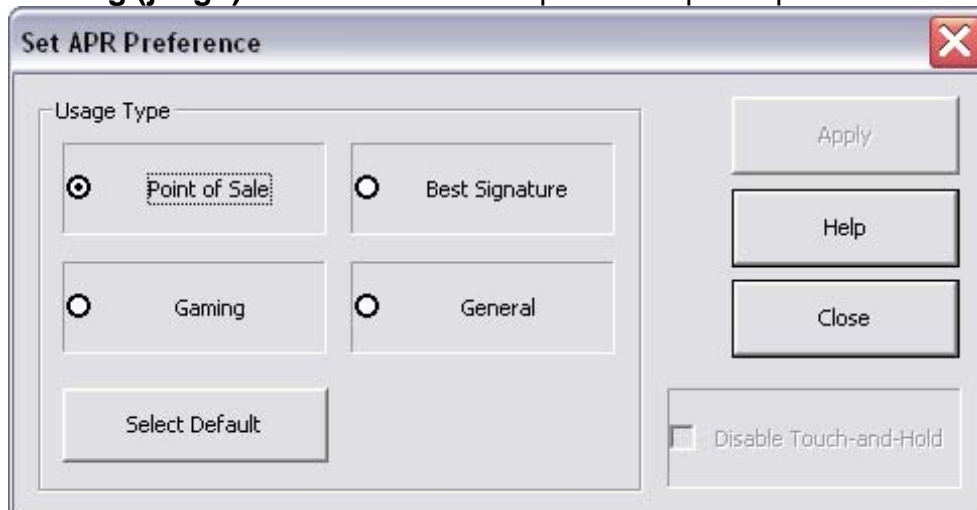 Set APR Preference
Usage Type
Point of Sale
Best Signature
Gaming
General
Select Default
Apply
Help
Close
Disable Touch-and-Hold